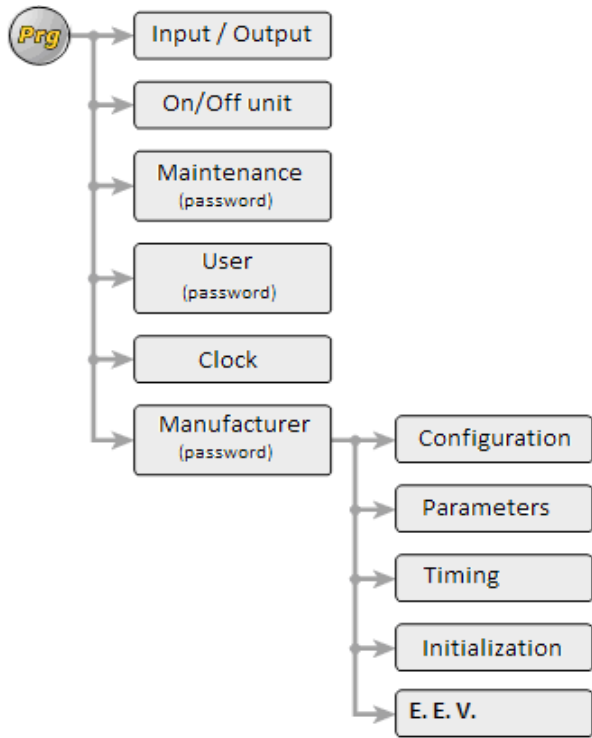 Prg
Input / Output
On/Off unit
Maintenance
(password)
User
(password)
Clock
Manufacturer
(password)
Configuration
Parameters
Timing
Initialization
E. E. V.